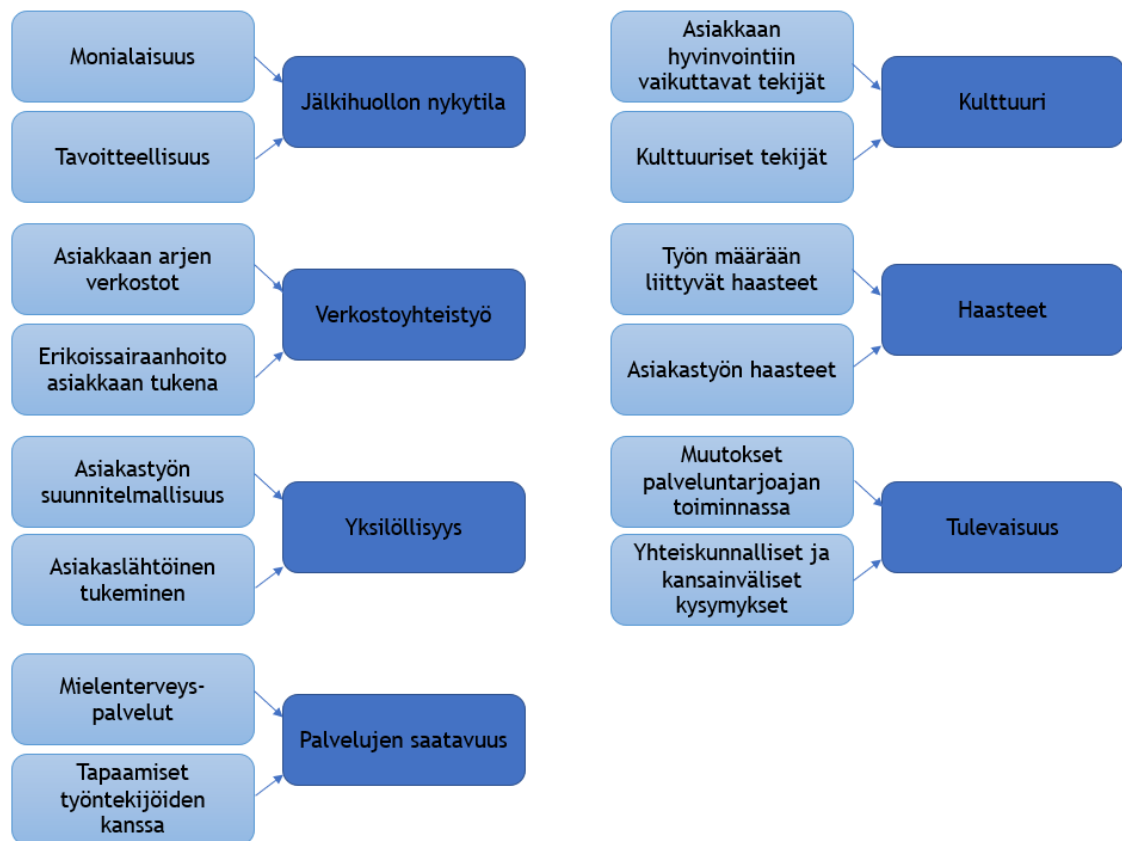 Monialaisuus
Tavoitteellisuus
Jälkihuollon nykytila
Asiakkaan arjen
verkostot
Erikoissairaanhoito
asiakkaan tukena
Verkostoyhteistyö
Asiakastyön
suunnitelmallisuus
Asiakaslähtöinen
tukeminen
Yksilöllisyys
Mielenterveys-
palvelut
Tapaamiset
työntekijöiden
kanssa
Palvelujen saatavuus
Asiakkaan
hyvinvointiin
vaikuttavat tekijät
Kulttuuriset tekijät
Kulttuuri
Työn määrään
liittyvät haasteet
Asiakastyön haasteet
Haasteet
Muutokset
palveluntarjoajan
toiminnassa
Yhteiskunnalliset ja
kansainväliset
kysymykset
Tulevaisuus